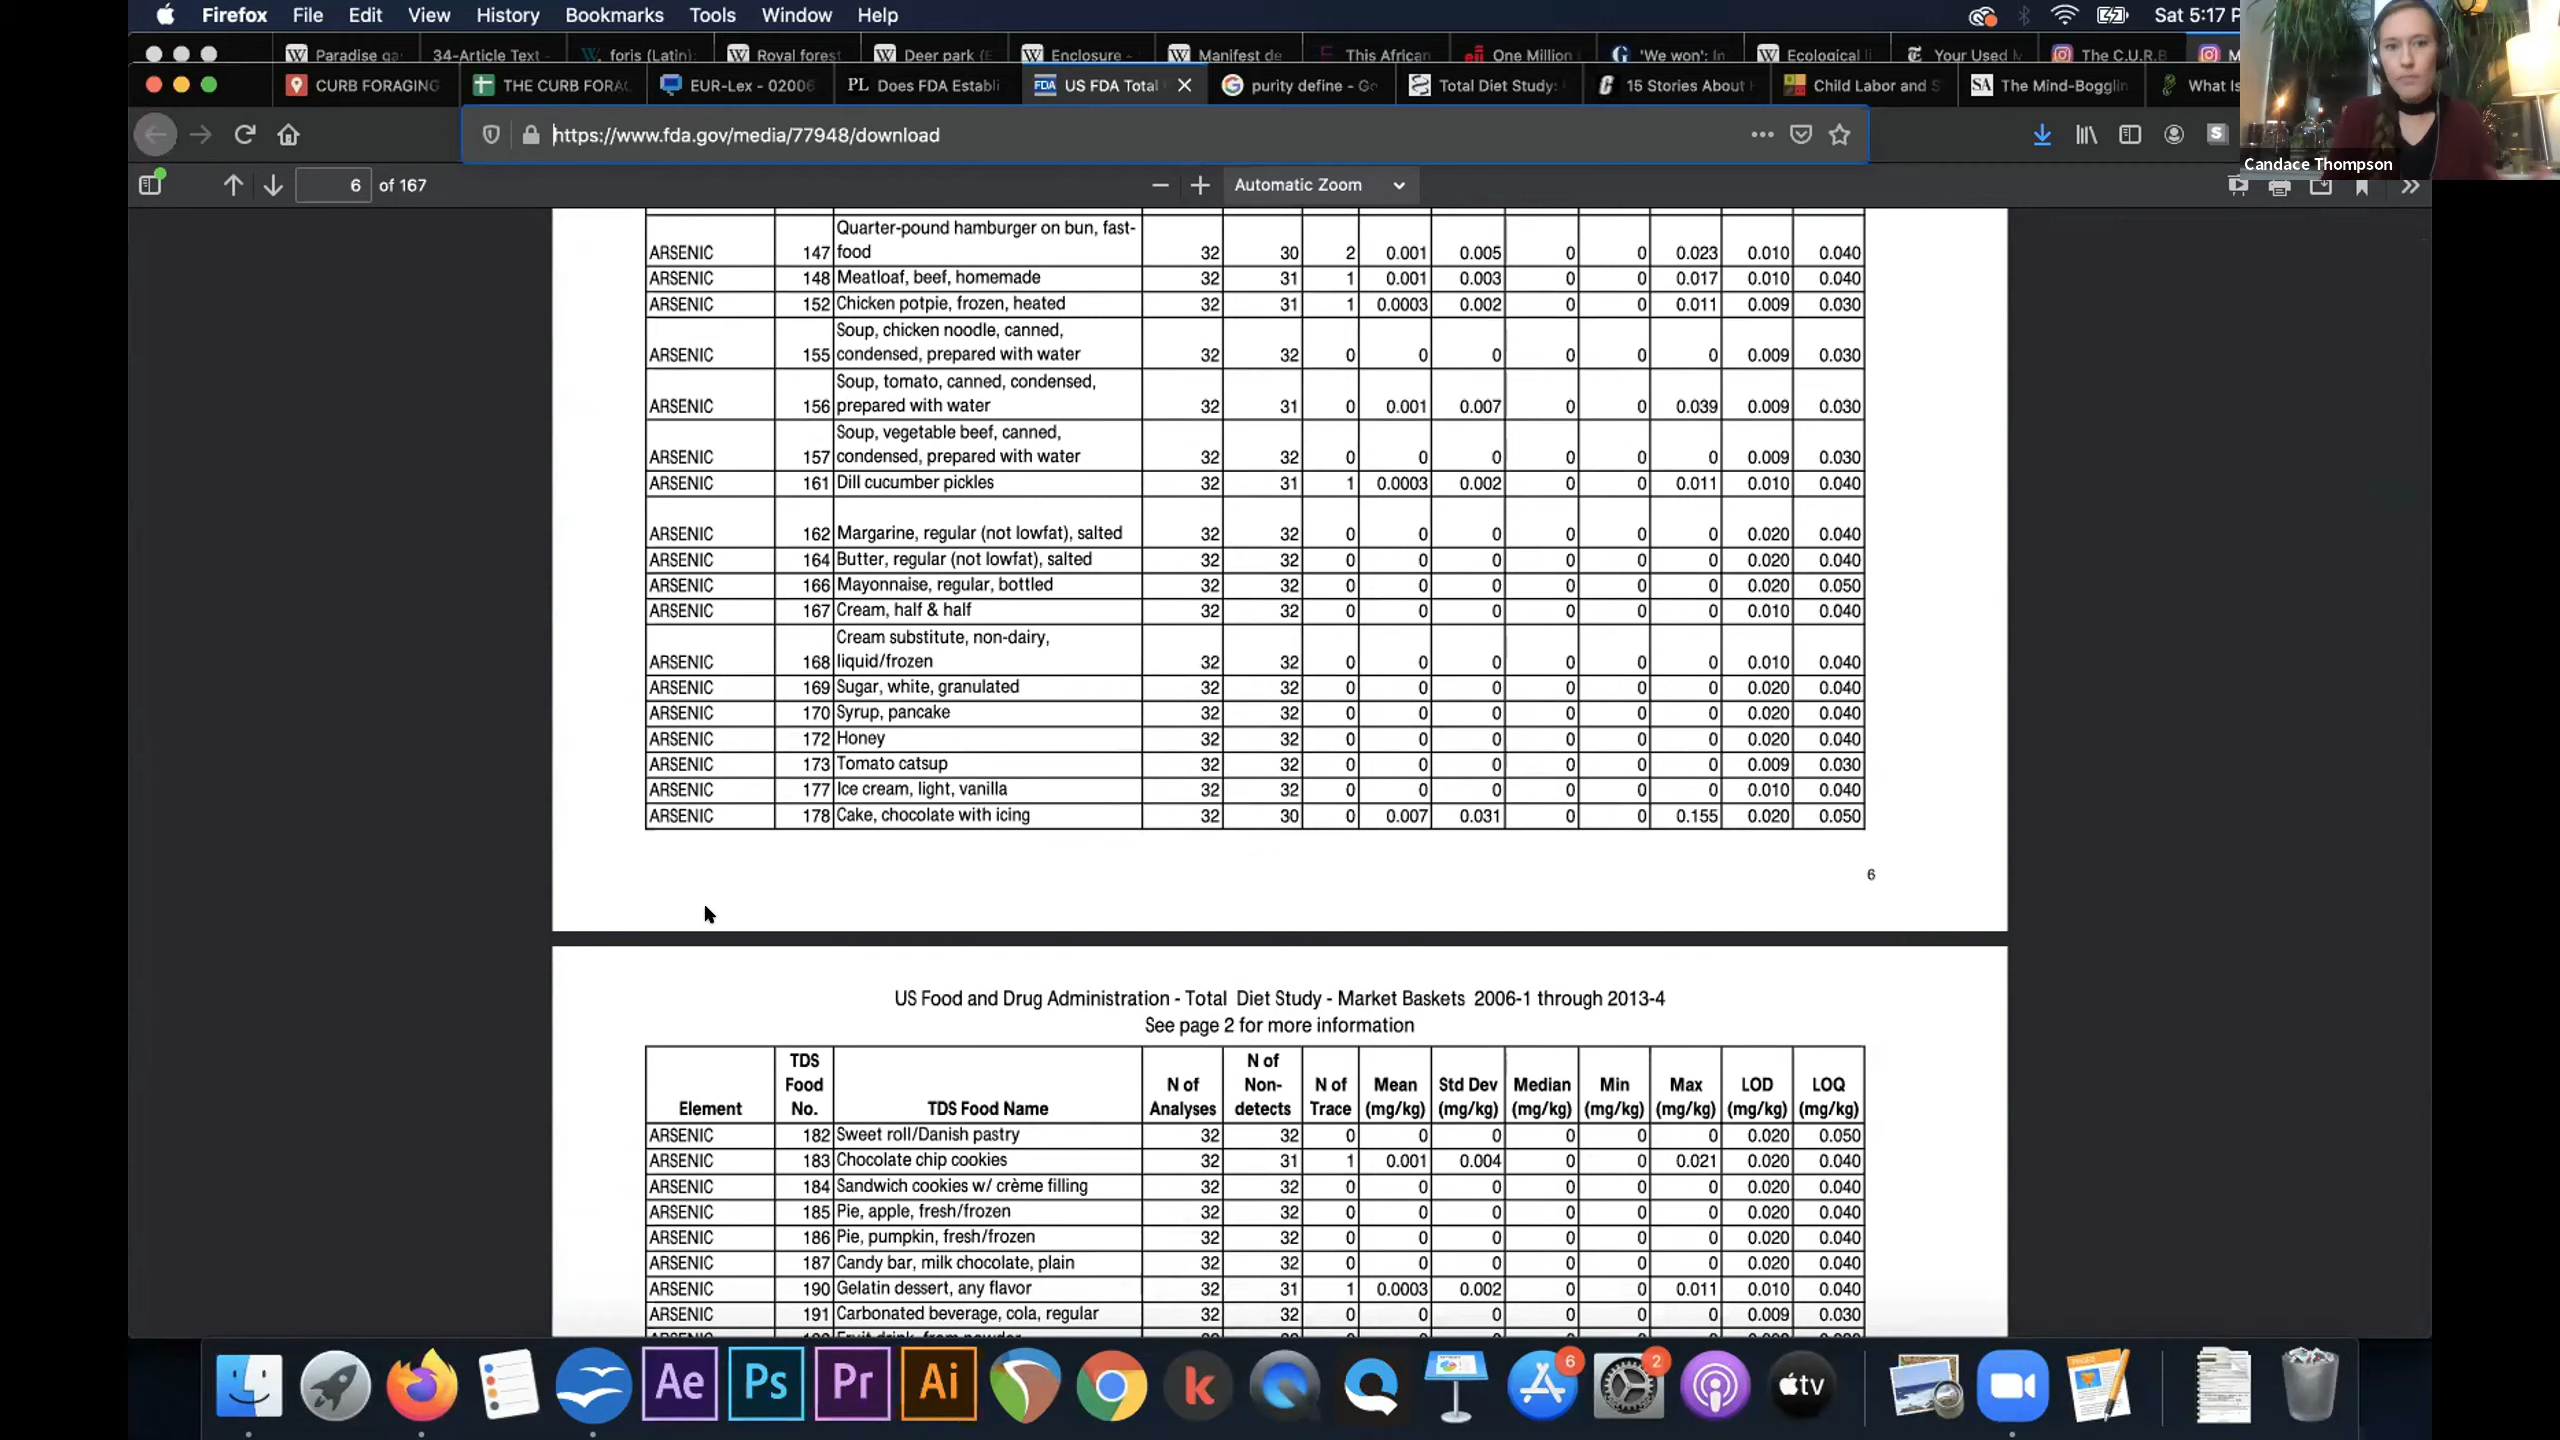 Firefox File Edit View History Bookmarks Tools Window Help Sat 5:17 P
Paradise ga 34-Article Text - foris (Latin): Royal forest Deer park (E Enclosure - Manifest de This African One Million 'We won': In Ecological li Your Used M The C.U.R.B M
CURB FORAGING THE CURB FORAC EUR-Lex - 02006 PL Does FDA Establi FDA US FDA Total purity define - Go Total Diet Study: 15 Stories About Child Labor and S SA The Mind-Bogglin What Is
https://www.fda.gov/media/77948/download
Candace Thompson
6 of 167 Automatic Zoom
Quarter-pound hamburger on bun, fast-
ARSENIC 147 food 32 30 2 0.001 0.005 0 0 0.023 0.010 0.040
ARSENIC 148 Meatloaf, beef, homemade 32 31 1 0.001 0.003 0 0 0.017 0.010 0.040
ARSENIC 152 Chicken potpie, frozen, heated 32 31 1 0.0003 0.002 0 0 0.011 0.009 0.030
Soup, chicken noodle, canned,
ARSENIC 155 condensed, prepared with water 32 32 0 0 0 0 0 0 0.009 0.030
Soup, tomato, canned, condensed,
ARSENIC 156 prepared with water 32 31 0 0.001 0.007 0 0 0.039 0.009 0.030
Soup, vegetable beef, canned,
ARSENIC 157 condensed, prepared with water 32 32 0 0 0 0 0 0 0.009 0.030
ARSENIC 161 Dill cucumber pickles 32 31 1 0.0003 0.002 0 0 0.011 0.010 0.040
ARSENIC 162 Margarine, regular (not lowfat), salted 32 32 0 0 0 0 0 0 0.020 0.040
ARSENIC 164 Butter, regular (not lowfat), salted 32 32 0 0 0 0 0 0 0.020 0.040
ARSENIC 166 Mayonnaise, regular, bottled 32 32 0 0 0 0 0 0 0.020 0.050
ARSENIC 167 Cream, half & half 32 32 0 0 0 0 0 0 0.010 0.040
Cream substitute, non-dairy,
ARSENIC 168 liquid/frozen 32 32 0 0 0 0 0 0 0.010 0.040
ARSENIC 169 Sugar, white, granulated 32 32 0 0 0 0 0 0 0.020 0.040
ARSENIC 170 Syrup, pancake 32 32 0 0 0 0 0 0 0.020 0.040
ARSENIC 172 Honey 32 32 0 0 0 0 0 0 0.020 0.040
ARSENIC 173 Tomato catsup 32 32 0 0 0 0 0 0 0.009 0.030
ARSENIC 177 Ice cream, light, vanilla 32 32 0 0 0 0 0 0 0.010 0.040
ARSENIC 178 Cake, chocolate with icing 32 30 0 0.007 0.031 0 0 0.155 0.020 0.050
6
US Food and Drug Administration - Total Diet Study - Market Baskets 2006-1 through 2013-4
See page 2 for more information
TDS N of
Food N of Non- N of Mean Std Dev Median Min Max LOD LOQ
Element No. TDS Food Name Analyses detects Trace (mg/kg) (mg/kg) (mg/kg) (mg/kg) (mg/kg) (mg/kg) (mg/kg)
ARSENIC 182 Sweet roll/Danish pastry 32 32 0 0 0 0 0 0 0.020 0.050
ARSENIC 183 Chocolate chip cookies 32 31 1 0.001 0.004 0 0 0.021 0.020 0.040
ARSENIC 184 Sandwich cookies w/ crème filling 32 32 0 0 0 0 0 0 0.020 0.040
ARSENIC 185 Pie, apple, fresh/frozen 32 32 0 0 0 0 0 0 0.020 0.040
ARSENIC 186 Pie, pumpkin, fresh/frozen 32 32 0 0 0 0 0 0 0.020 0.040
ARSENIC 187 Candy bar, milk chocolate, plain 32 32 0 0 0 0 0 0 0.020 0.040
ARSENIC 190 Gelatin dessert, any flavor 32 31 1 0.0003 0.002 0 0 0.011 0.010 0.040
ARSENIC 191 Carbonated beverage, cola, regular 32 32 0 0 0 0 0 0 0.009 0.030
Ae Ps Pr Ai k 6 2 tv